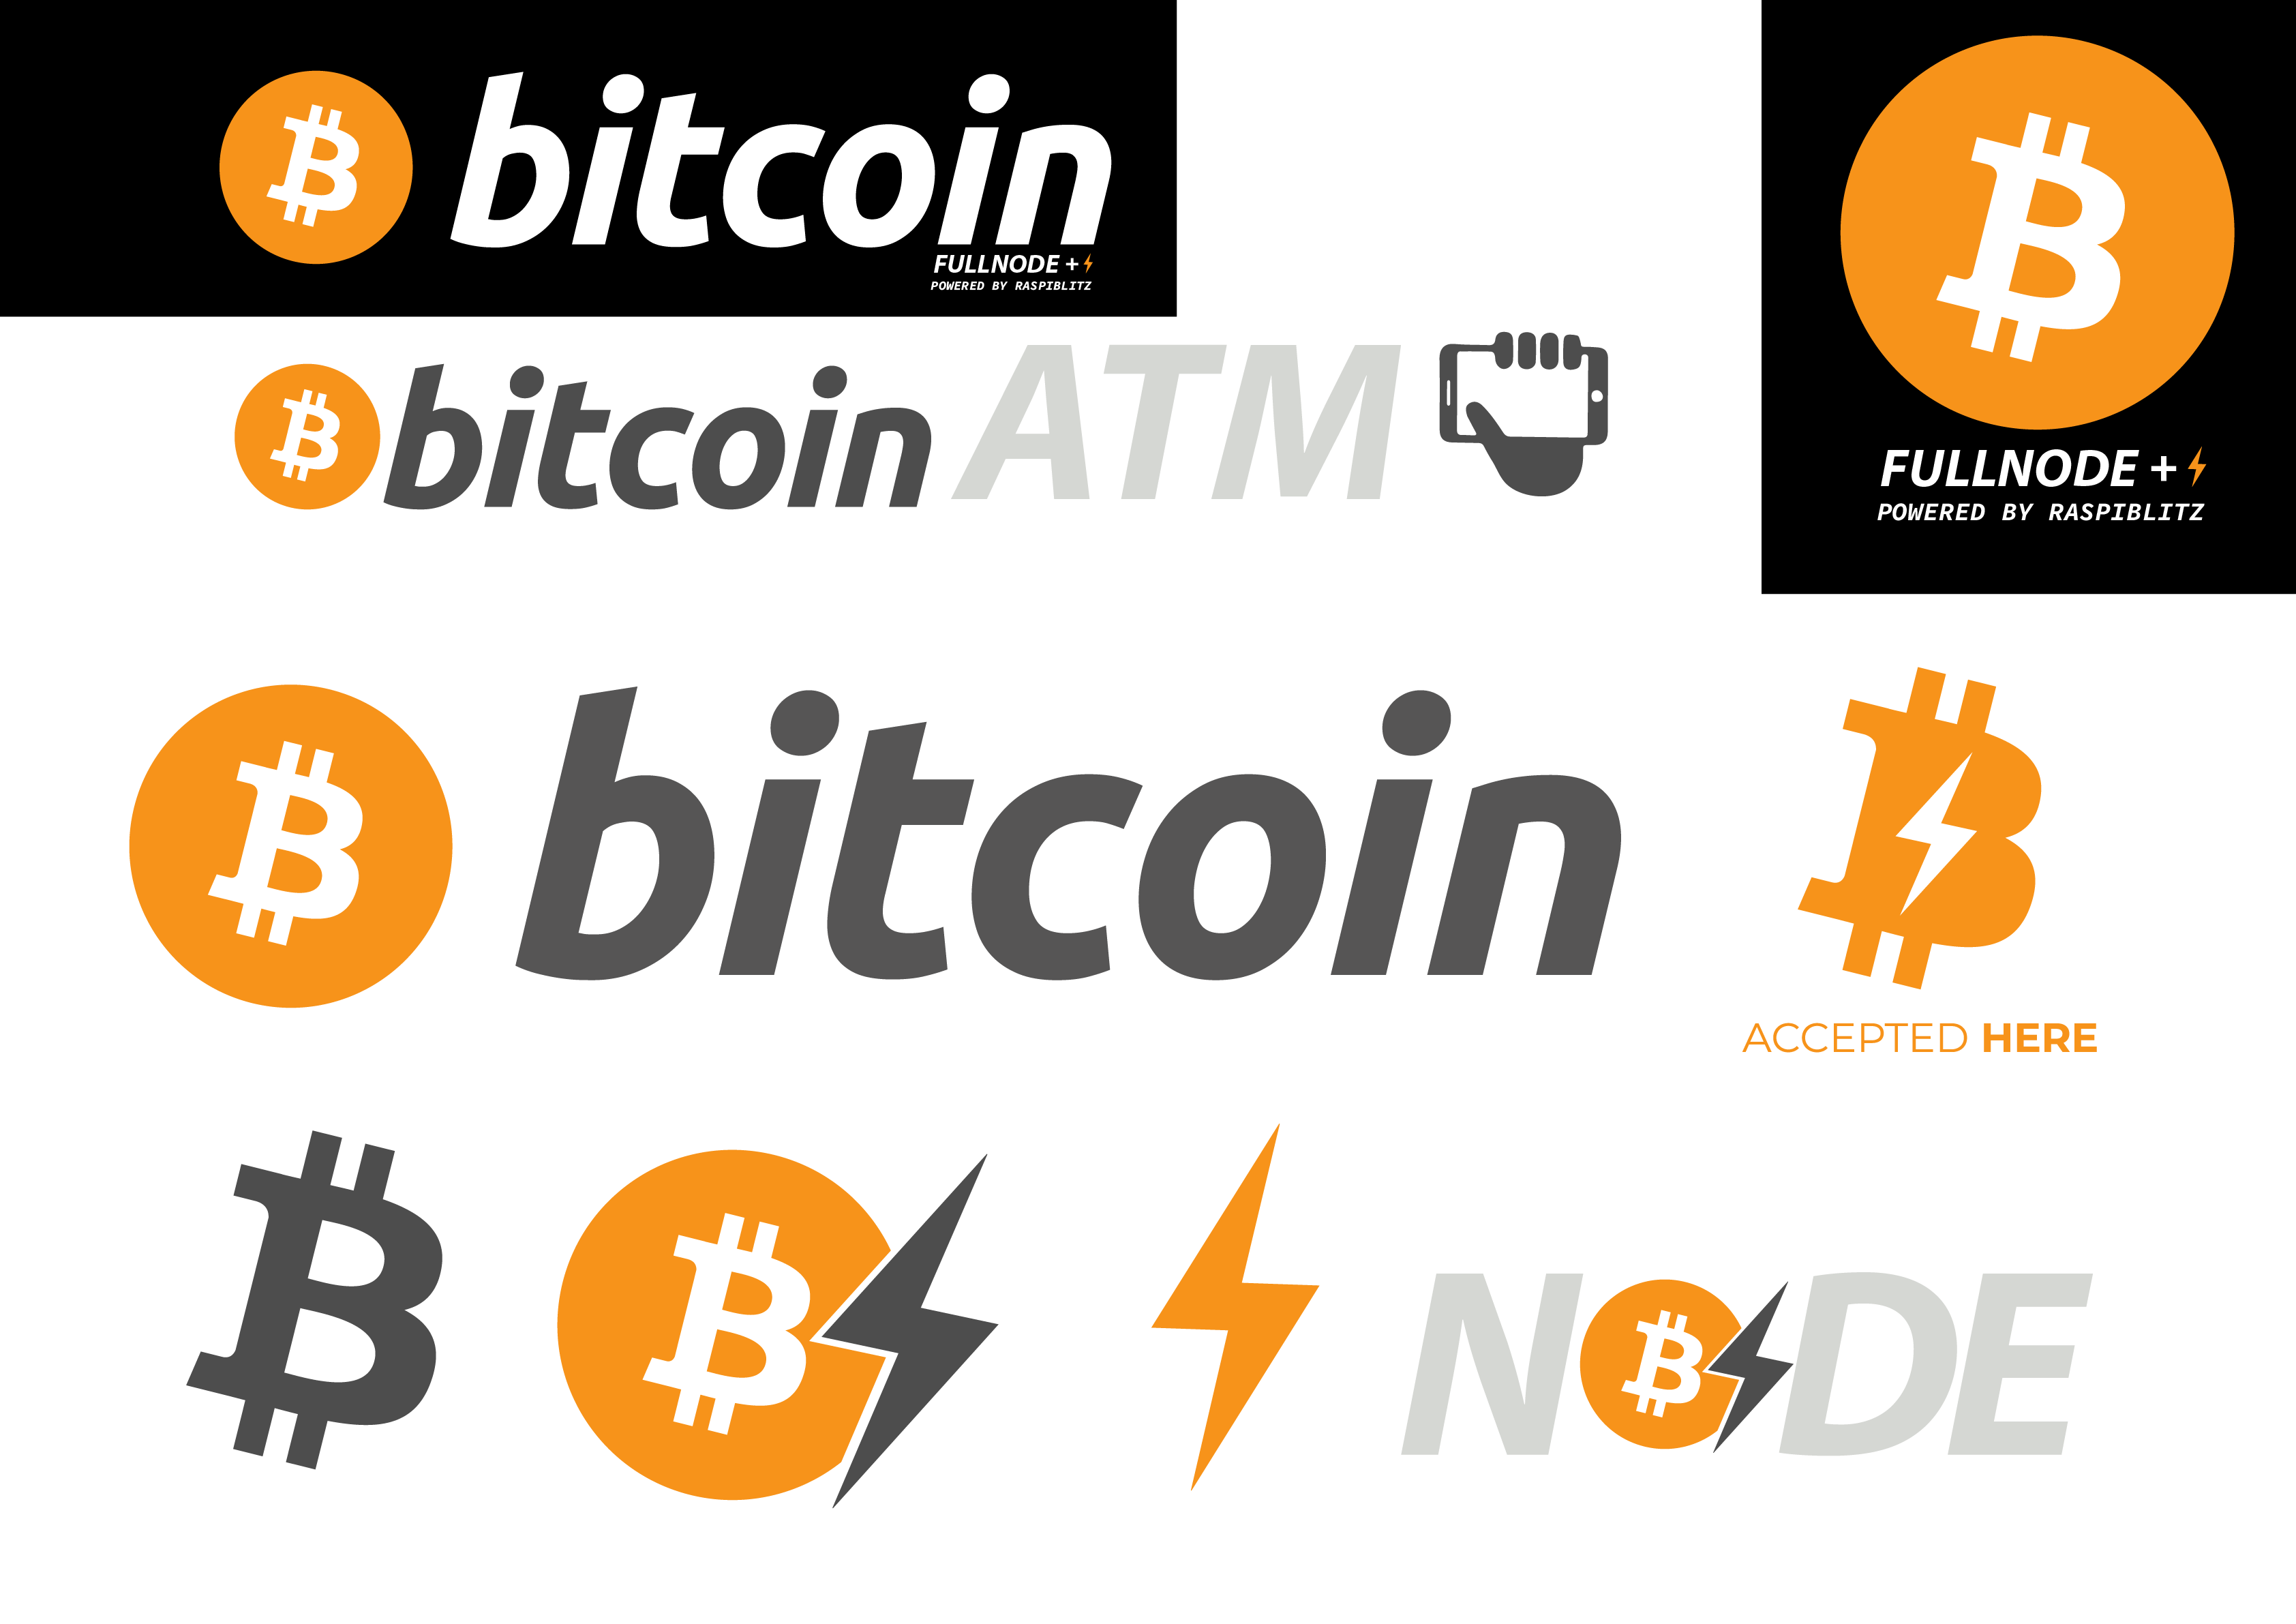 bitcoin
FULLNODE +
POWERED BY RASPIBLITZ
FULLNODE +
POWERED BY RASPIBLITZ
bitcoin ATM
bitcoin
ACCEPTED HERE
NODE